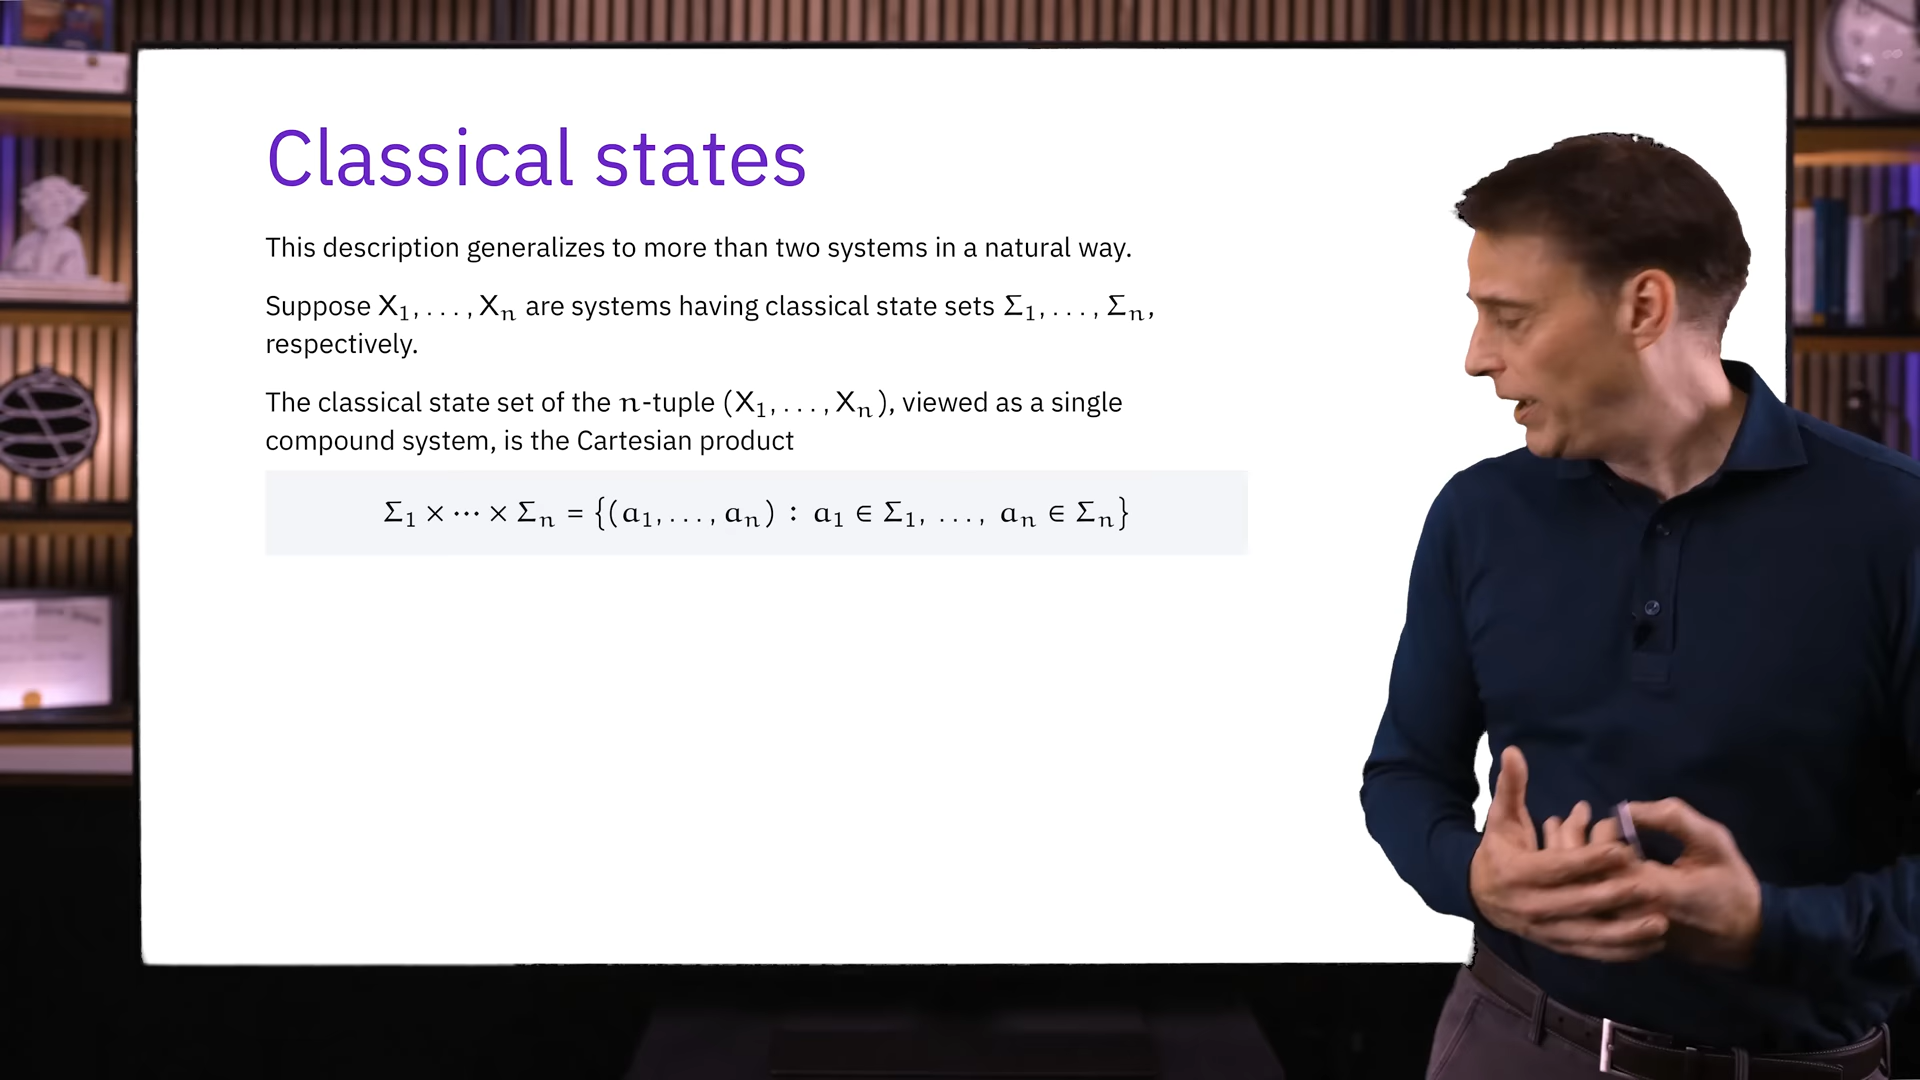 Classical states
This description generalizes to more than two systems in a natural way.
Suppose X₁, . . . , Xₙ are systems having classical state sets Σ₁, . . . , Σₙ,
respectively.
The classical state set of the n-tuple (X₁, . . . , Xₙ), viewed as a single
compound system, is the Cartesian product
Σ₁ × ··· × Σₙ = {(a₁, . . . , aₙ) : a₁ ∈ Σ₁, . . . , aₙ ∈ Σₙ}